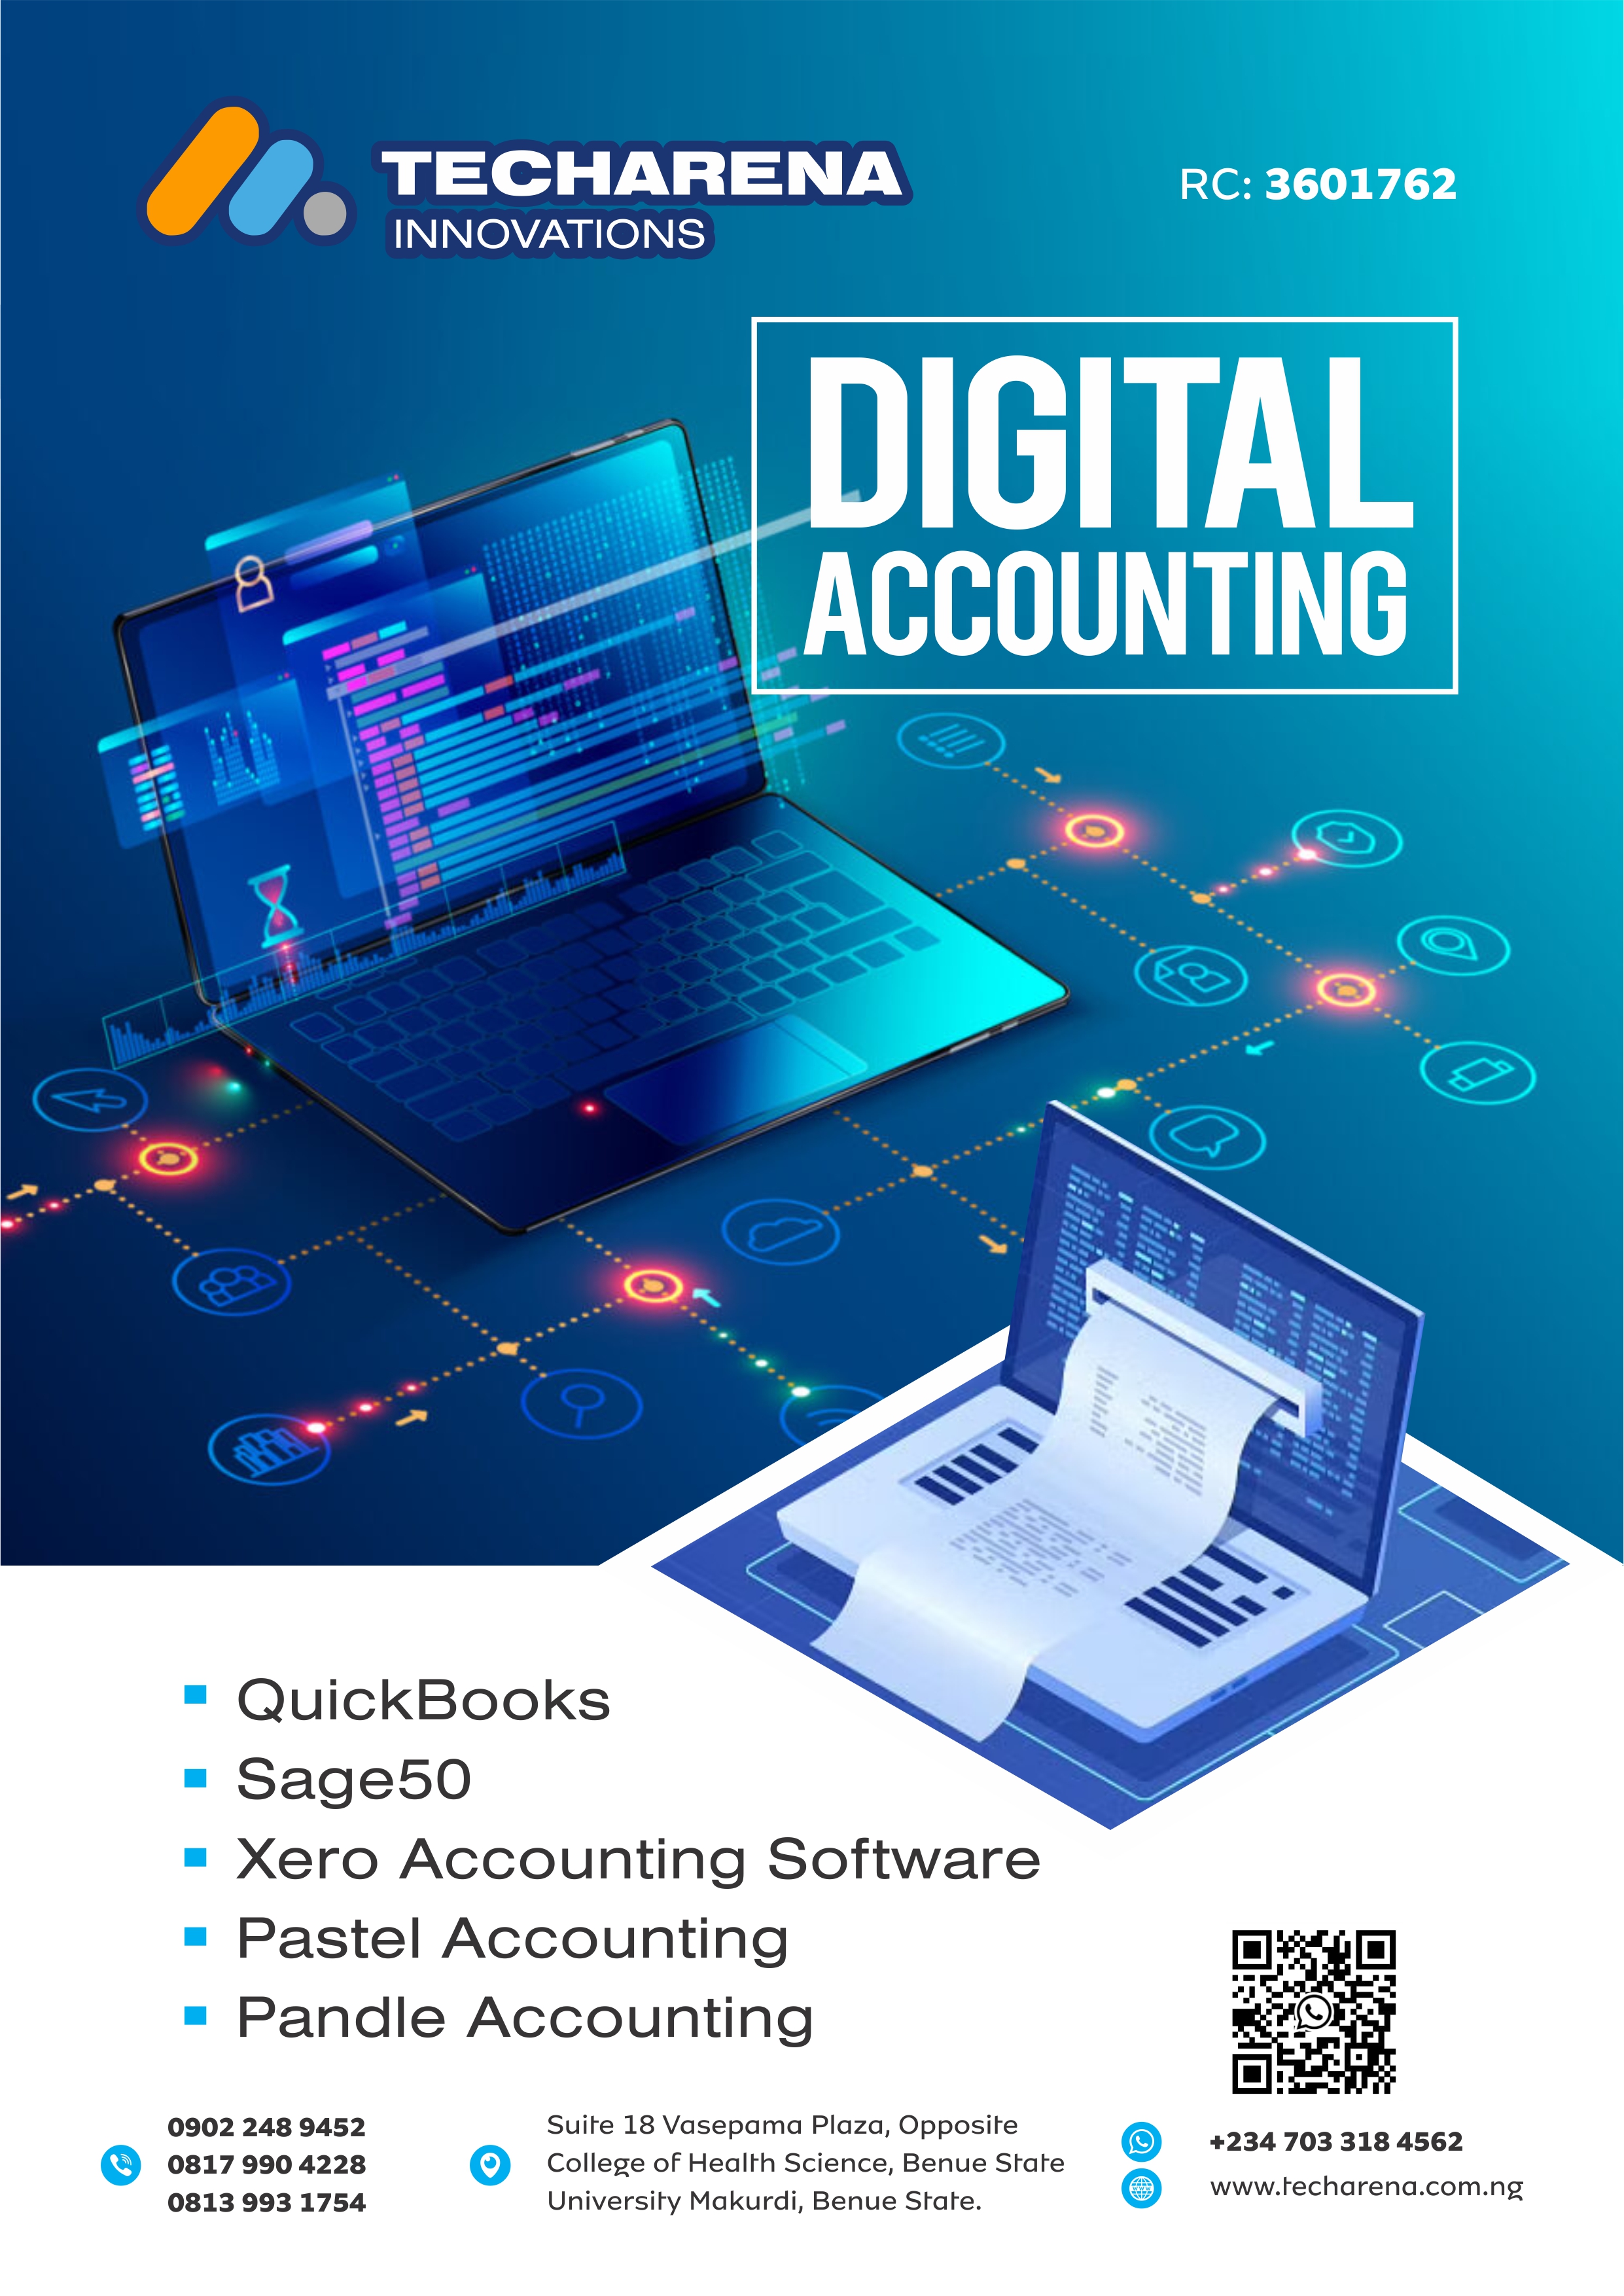 TECHARENA
INNOVATIONS
RC: 3601762
DIGITAL
ACCOUNTING
QuickBooks
Sage50
Xero Accounting Software
Pastel Accounting
Pandle Accounting
0902 248 9452
0817 990 4228
0813 993 1754
Suite 18 Vasepama Plaza, Opposite
College of Health Science, Benue State
University Makurdi, Benue State.
+234 703 318 4562
www.techarena.com.ng